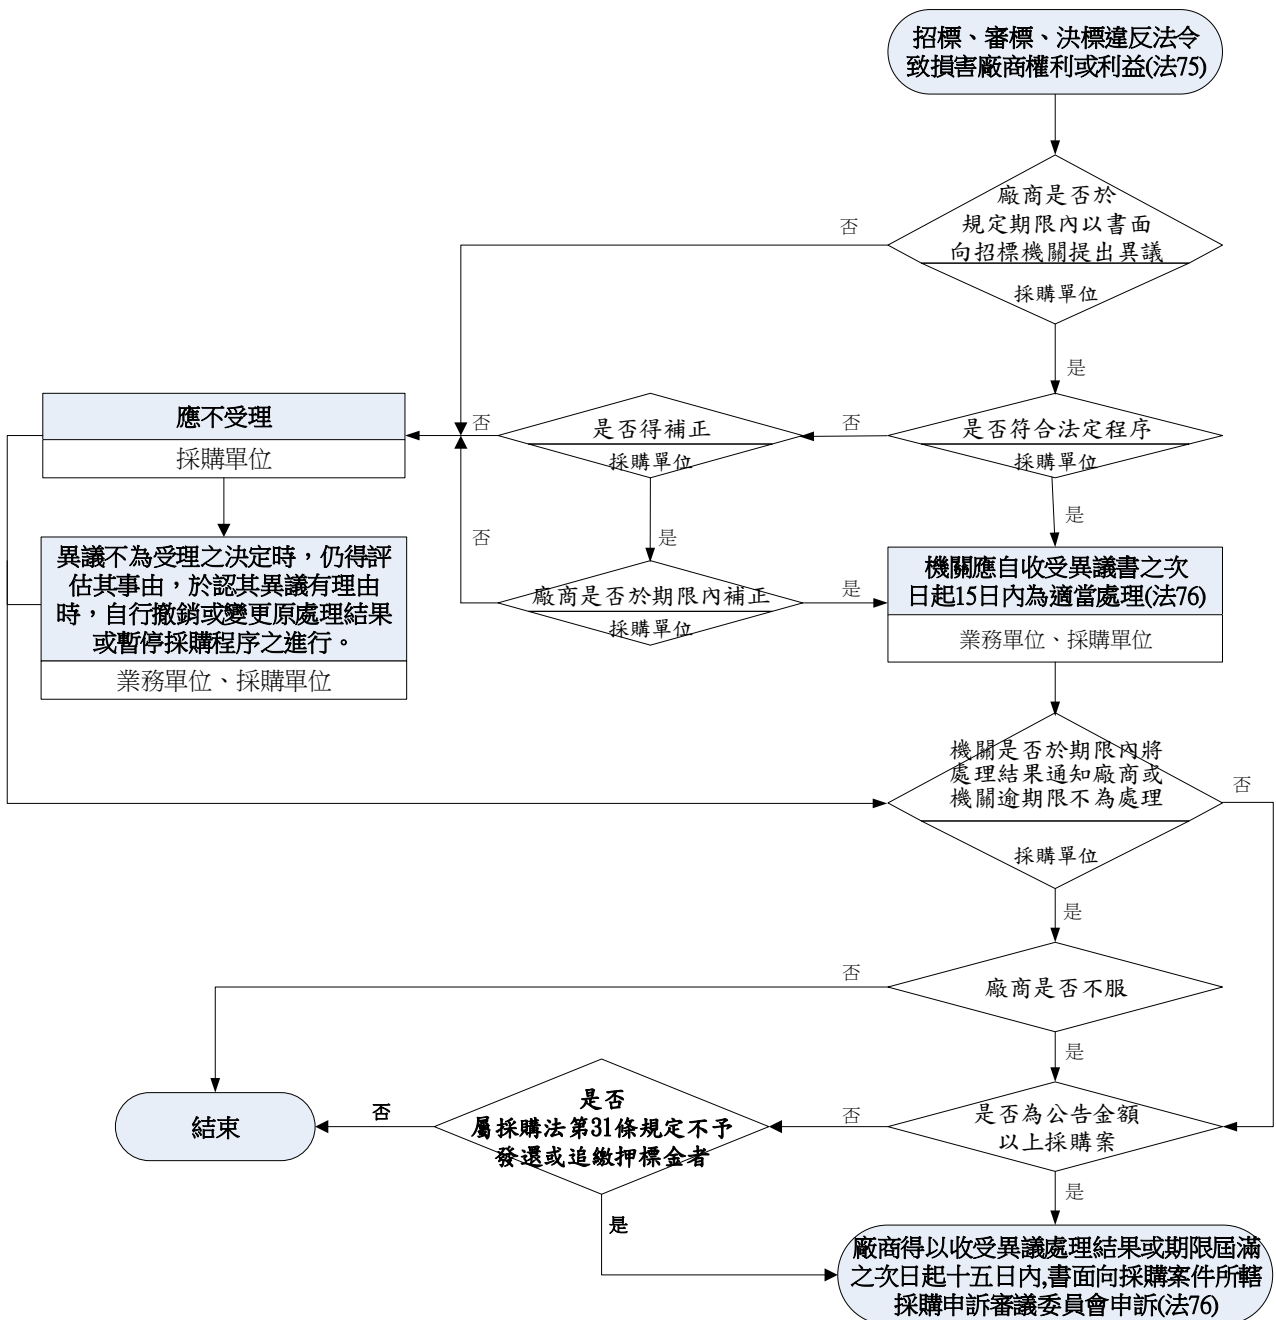 招標、審標、決標違反法令
致損害廠商權利或利益(法75)
廠商是否於
規定期限內以書面
向招標機關提出異議
採購單位
否
是
是否符合法定程序
採購單位
否
是
是否得補正
採購單位
否
是
應不受理
採購單位
異議不為受理之決定時，仍得評
估其事由，於認其異議有理由
時，自行撤銷或變更原處理結果
或暫停採購程序之進行。
業務單位、採購單位
廠商是否於期限內補正
採購單位
否
是
機關應自收受異議書之次
日起15日內為適當處理(法76)
業務單位、採購單位
機關是否於期限內將
處理結果通知廠商或
機關逾期限不為處理
採購單位
否
是
廠商是否不服
否
是
是否為公告金額
以上採購案
否
是
是否
屬採購法第31條規定不予
發還或追繳押標金者
否
是
結束
廠商得以收受異議處理結果或期限屆滿
之次日起十五日內,書面向採購案件所轄
採購申訴審議委員會申訴(法76)